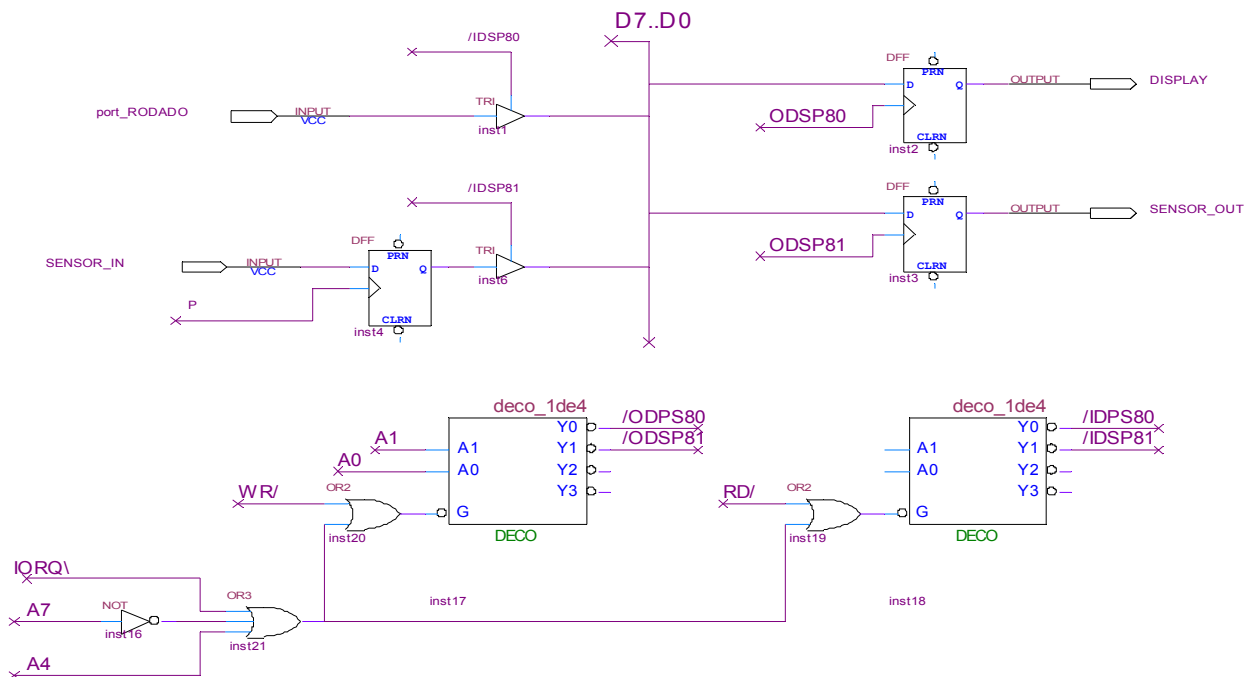 D7..D0
/IDSP80
port_RODADO
INPUT
VCC
TRI
inst1
DFF
PRN
D
Q
CLRN
inst2
ODSP80
OUTPUT
DISPLAY
/IDSP81
SENSOR_IN
INPUT
VCC
DFF
PRN
D
Q
CLRN
inst4
P
TRI
inst6
DFF
PRN
D
Q
CLRN
inst3
ODSP81
OUTPUT
SENSOR_OUT
deco_1de4
A1
A0
A1
A0
G
Y0
Y1
Y2
Y3
/ODPS80
/ODSP81
DECO
WR/
OR2
inst20
deco_1de4
A1
A0
G
Y0
Y1
Y2
Y3
/IDPS80
/IDSP81
DECO
RD/
OR2
inst19
IORQ\
A7
NOT
inst16
A4
OR3
inst21
inst17
inst18